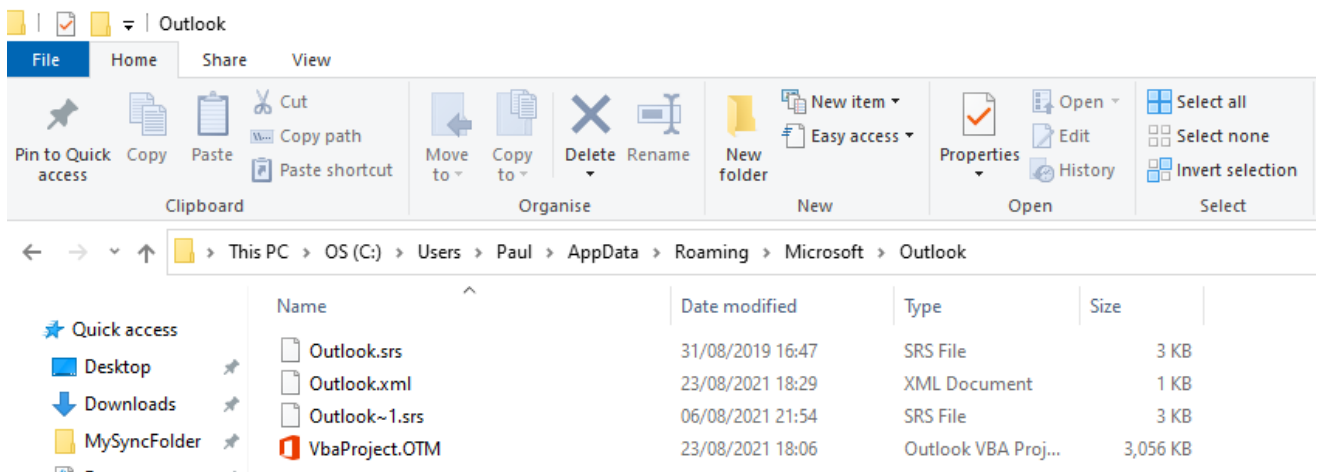 Outlook
File Home Share View
Pin to Quick access
Copy
Paste
Cut
Copy path
Paste shortcut
Clipboard
Move to
Copy to
Delete
Rename
Organise
New folder
New item
Easy access
New
Properties
Open
Edit
History
Open
Select all
Select none
Invert selection
Select
This PC > OS (C:) > Users > Paul > AppData > Roaming > Microsoft > Outlook
Quick access
Desktop
Downloads
MySyncFolder
Name Date modified Type Size
Outlook.srs 31/08/2019 16:47 SRS File 3 KB
Outlook.xml 23/08/2021 18:29 XML Document 1 KB
Outlook~1.srs 06/08/2021 21:54 SRS File 3 KB
VbaProject.OTM 23/08/2021 18:06 Outlook VBA Proj... 3,056 KB